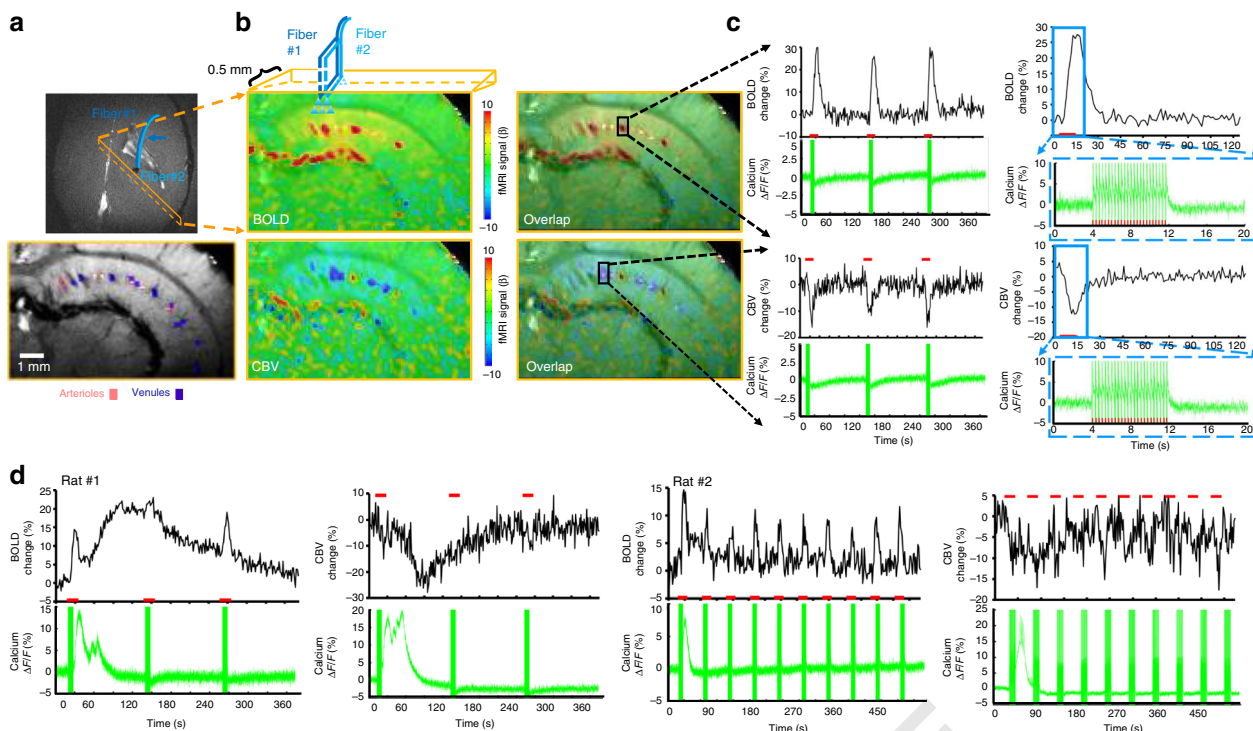 a
b
c
Fiber #1
Fiber #2
0.5 mm
Fiber#1
Fiber#2
10
fMRI signal (β)
−10
BOLD
Overlap
10
fMRI signal (β)
−10
CBV
Overlap
1 mm
Arterioles
Venules
BOLD change (%)
30
20
10
0
−10
Calcium ΔF/F (%)
5
2.5
0
−2.5
−5
0 60 120 180 240 300 360
CBV change (%)
10
5
0
−5
−10
−15
−20
Calcium ΔF/F (%)
5
2.5
0
−2.5
−5
0 60 120 180 240 300 360
Time (s)
BOLD change (%)
30
25
20
15
10
5
0
0 15 30 45 60 75 90 105 120
Calcium ΔF/F (%)
10
5
0
−5
0 4 8 12 16 20
CBV change (%)
5
0
−5
−10
−15
−20
0 15 30 45 60 75 90 105 120
Calcium ΔF/F (%)
10
5
0
−5
0 4 8 12 16 20
Time (s)
d
Rat #1
BOLD change (%)
25
20
15
10
5
0
−5
Calcium ΔF/F (%)
15
10
5
0
−5
0 60 120 180 240 300 360
Time (s)
CBV change (%)
10
0
−10
−20
−30
Calcium ΔF/F (%)
20
15
10
5
0
−5
0 60 120 180 240 300 360
Time (s)
Rat #2
BOLD change (%)
15
10
5
0
−5
Calcium ΔF/F (%)
10
5
0
−5
0 90 180 270 360 450
Time (s)
CBV change (%)
5
0
−5
−10
−15
−20
Calcium ΔF/F (%)
25
20
15
10
5
0
−5
0 90 180 270 360 450
Time (s)